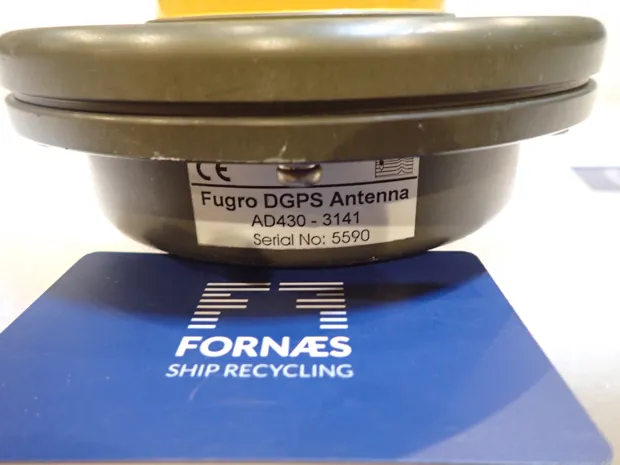 CE
Fugro DGPS Antenna
AD430 - 3141
Serial No: 5590
FORNÆS
SHIP RECYCLING